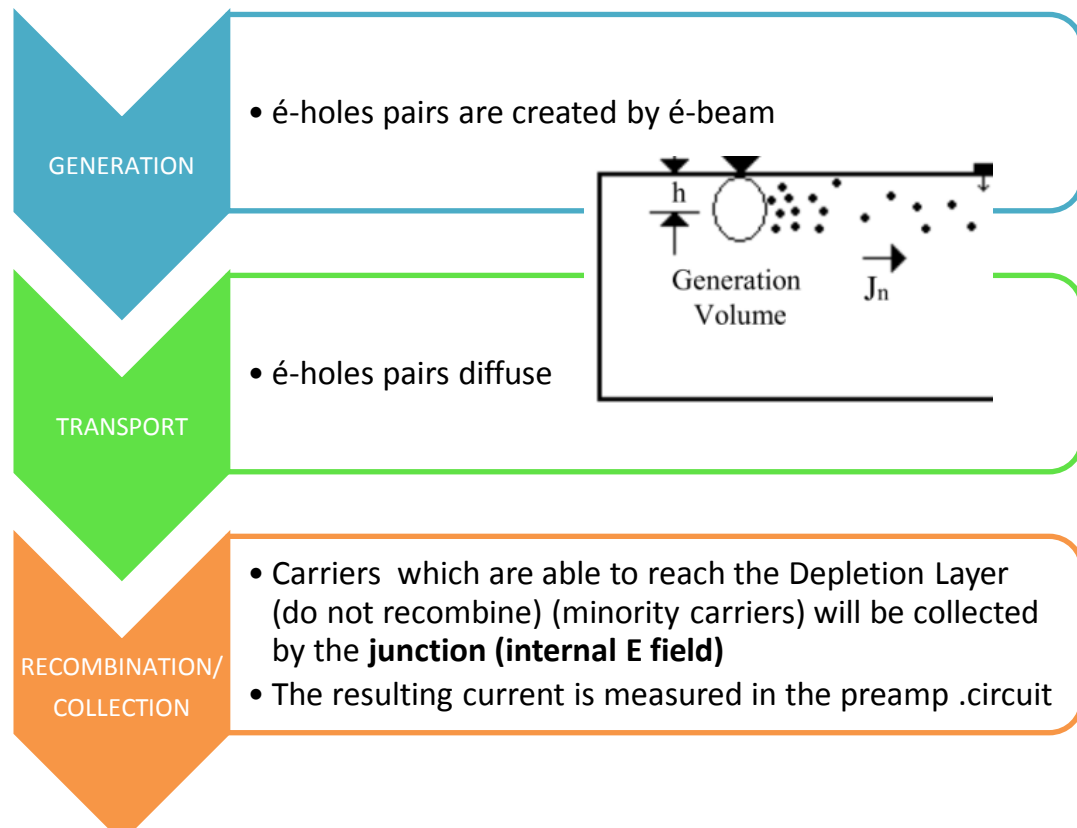 GENERATION
• é-holes pairs are created by é-beam
h
Generation
Volume
Jn
TRANSPORT
• é-holes pairs diffuse
RECOMBINATION/
COLLECTION
• Carriers which are able to reach the Depletion Layer
(do not recombine) (minority carriers) will be collected
by the junction (internal E field)
• The resulting current is measured in the preamp .circuit